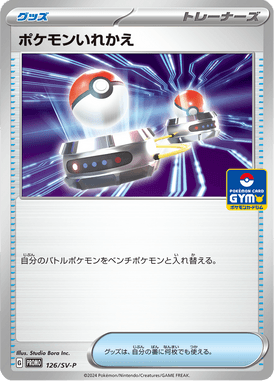 グッズ
トレーナーズ
ポケモンいれかえ
POKÉMON CARD
GYM
ポケモンカードジム
自分のバトルポケモンをベンチポケモンと入れ替える。
Illus. Studio Bora Inc.
G PROMO 126/SV-P
グッズは、自分の番に何枚でも使える。
©2024 Pokémon/Nintendo/Creatures/GAME FREAK.